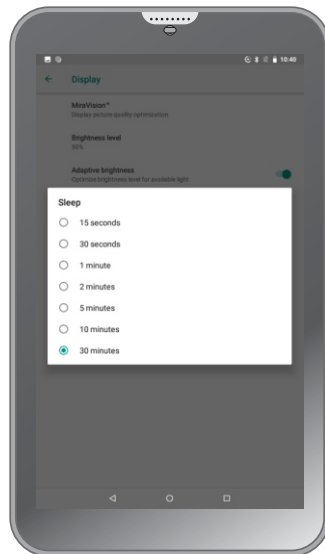 10:40
Display
MiraVision™
Display picture quality optimization
Brightness level
98%
Adaptive brightness
Optimize brightness level for available light
Sleep
15 seconds
30 seconds
1 minute
2 minutes
5 minutes
10 minutes
30 minutes